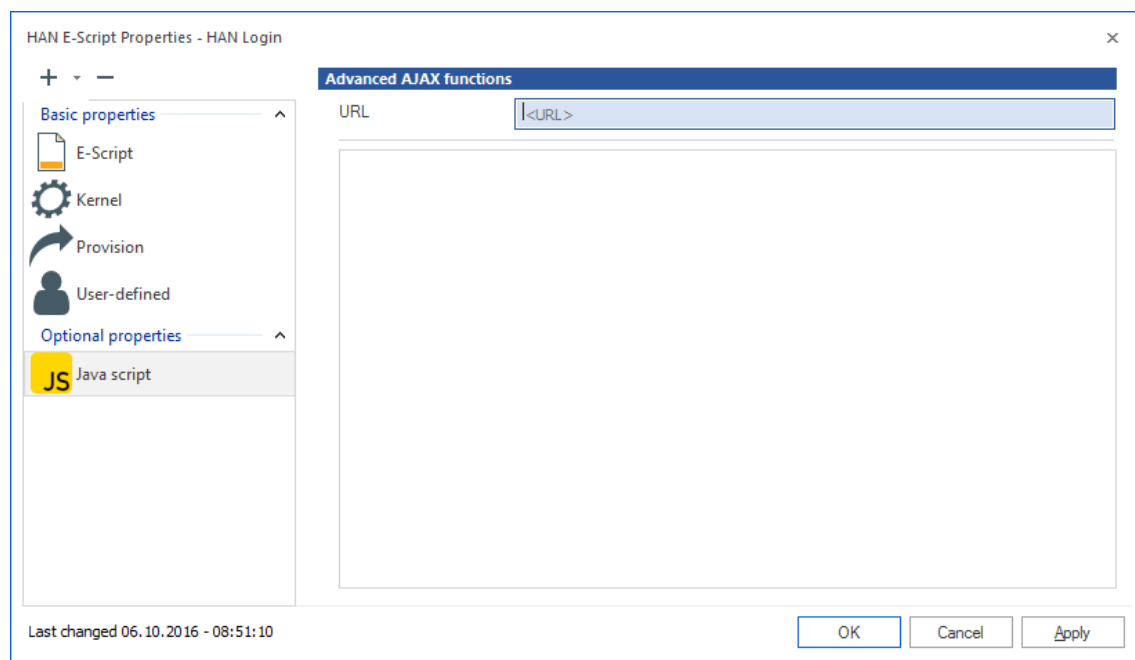 HAN E-Script Properties - HAN Login
Advanced AJAX functions
Basic properties
URL
<URL>
E-Script
Kernel
Provision
User-defined
Optional properties
JS
Java script
Last changed 06.10.2016 - 08:51:10
OK
Cancel
Apply